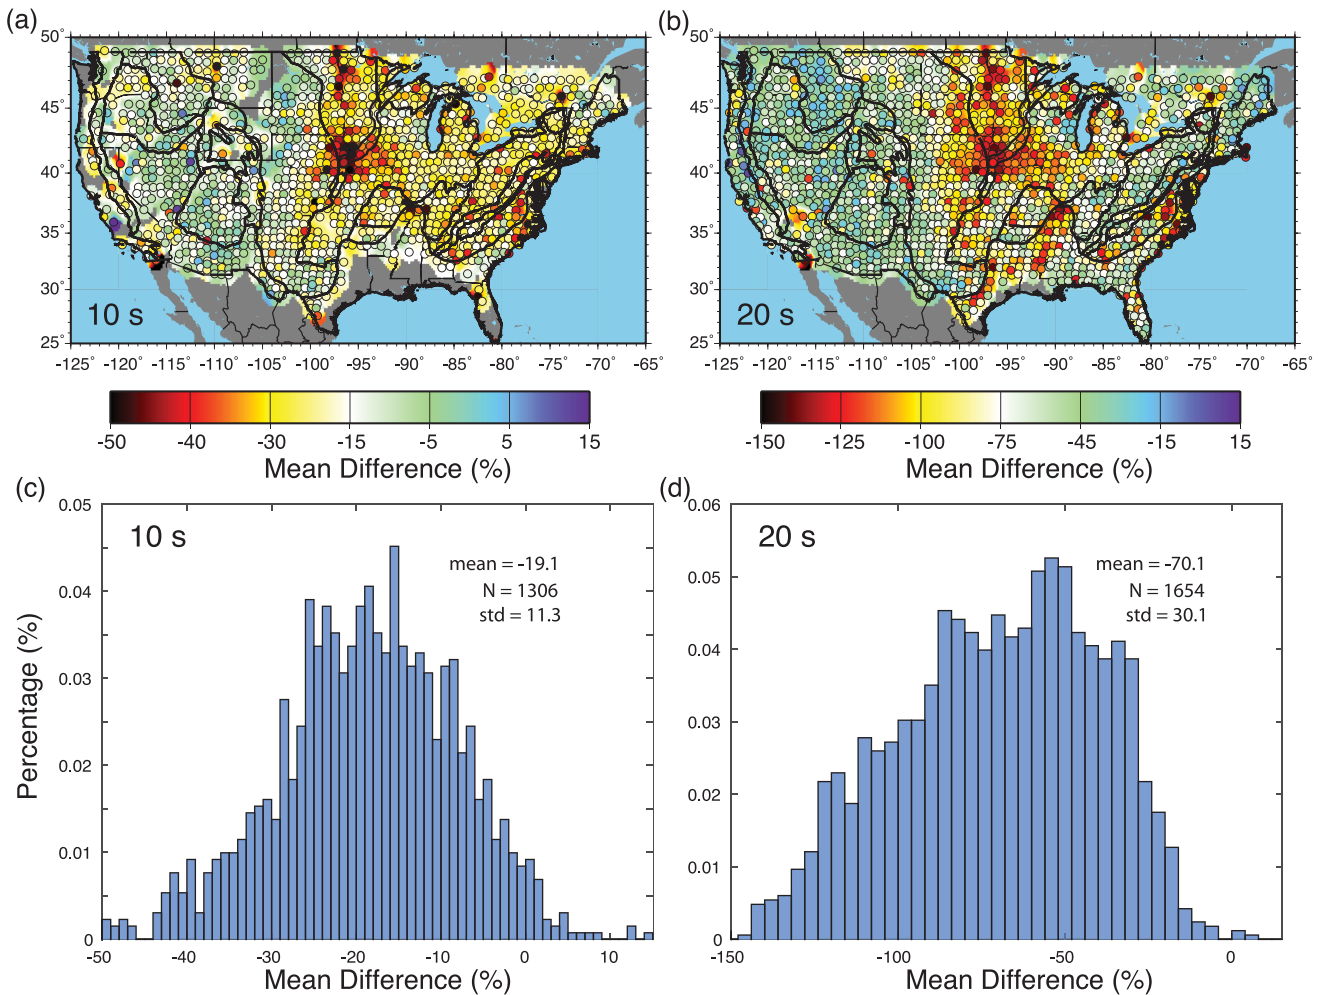 (a)
(b)
50°
45°
40°
35°
30°
25°
10 s
-125 -120 -115 -110 -105 -100 -95 -90 -85 -80 -75 -70 -65
50°
45°
40°
35°
30°
25°
20 s
-125 -120 -115 -110 -105 -100 -95 -90 -85 -80 -75 -70 -65
-50 -40 -30 -15 -5 5 15
Mean Difference (%)
-150 -125 -100 -75 -45 -15 15
Mean Difference (%)
(c)
10 s
mean = -19.1
N = 1306
std = 11.3
Percentage (%)
0.05
0.04
0.03
0.02
0.01
0
-50 -40 -30 -20 -10 0 10
Mean Difference (%)
(d)
20 s
mean = -70.1
N = 1654
std = 30.1
0.06
0.05
0.04
0.03
0.02
0.01
0
-150 -100 -50 0
Mean Difference (%)